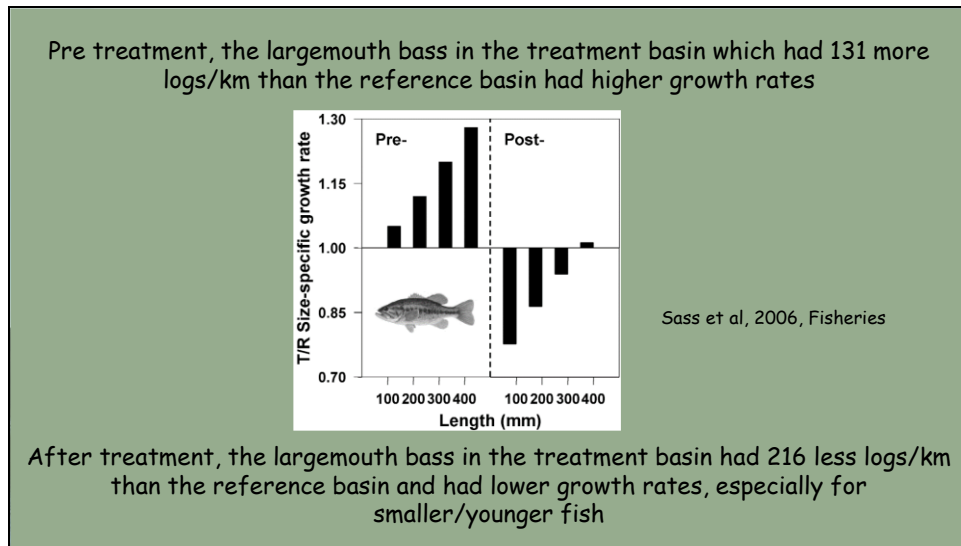 Pre treatment, the largemouth bass in the treatment basin which had 131 more
logs/km than the reference basin had higher growth rates
T/R Size-specific growth rate
1.30
1.15
1.00
0.85
0.70
Pre-
Post-
100 200 300 400
100 200 300 400
Length (mm)
Sass et al, 2006, Fisheries
After treatment, the largemouth bass in the treatment basin had 216 less logs/km
than the reference basin and had lower growth rates, especially for
smaller/younger fish